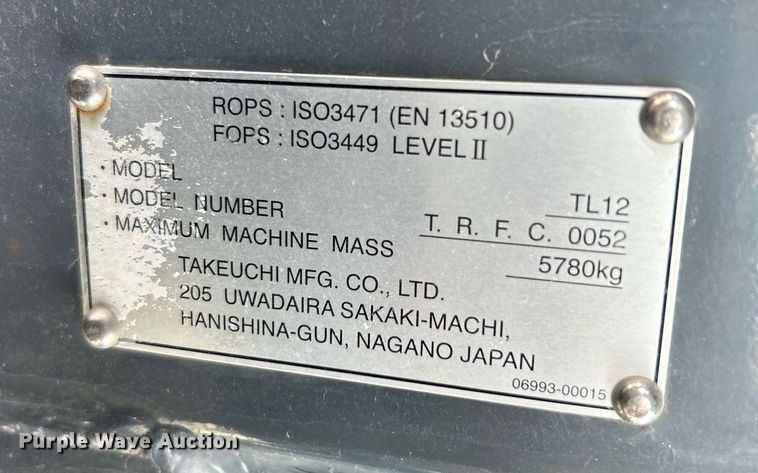 ROPS : ISO3471 (EN 13510)
FOPS : ISO3449 LEVEL II
· MODEL TL12
· MODEL NUMBER T. R. F. C. 0052
· MAXIMUM MACHINE MASS 5780kg
TAKEUCHI MFG. CO., LTD.
205 UWADAIRA SAKAKI-MACHI,
HANISHINA-GUN, NAGANO JAPAN
06993-00015
Purple Wave Auction